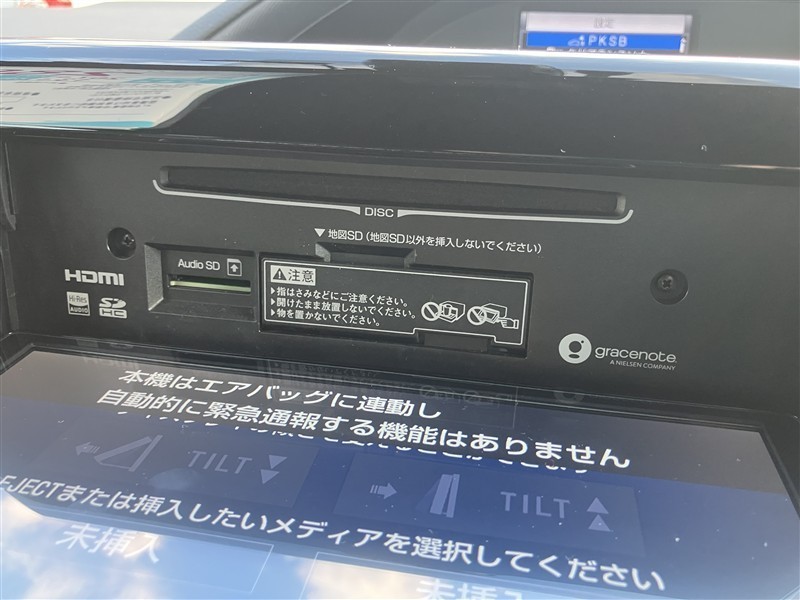 設定
PKSB
DISC
▼地図SD（地図SD以外を挿入しないでください）
Audio SD
HDMI
Hi-Res
AUDIO
SD
HC
注意
▶指はさみなどにご注意ください。
▶開けたまま放置しないでください。
▶物を置かないでください。
gracenote.
A NIELSEN COMPANY
本機はエアバッグに連動し
自動的に緊急通報する機能はありません
TILT
TILT
EJECTまたは挿入したいメディアを選択してください
未挿入
未挿入